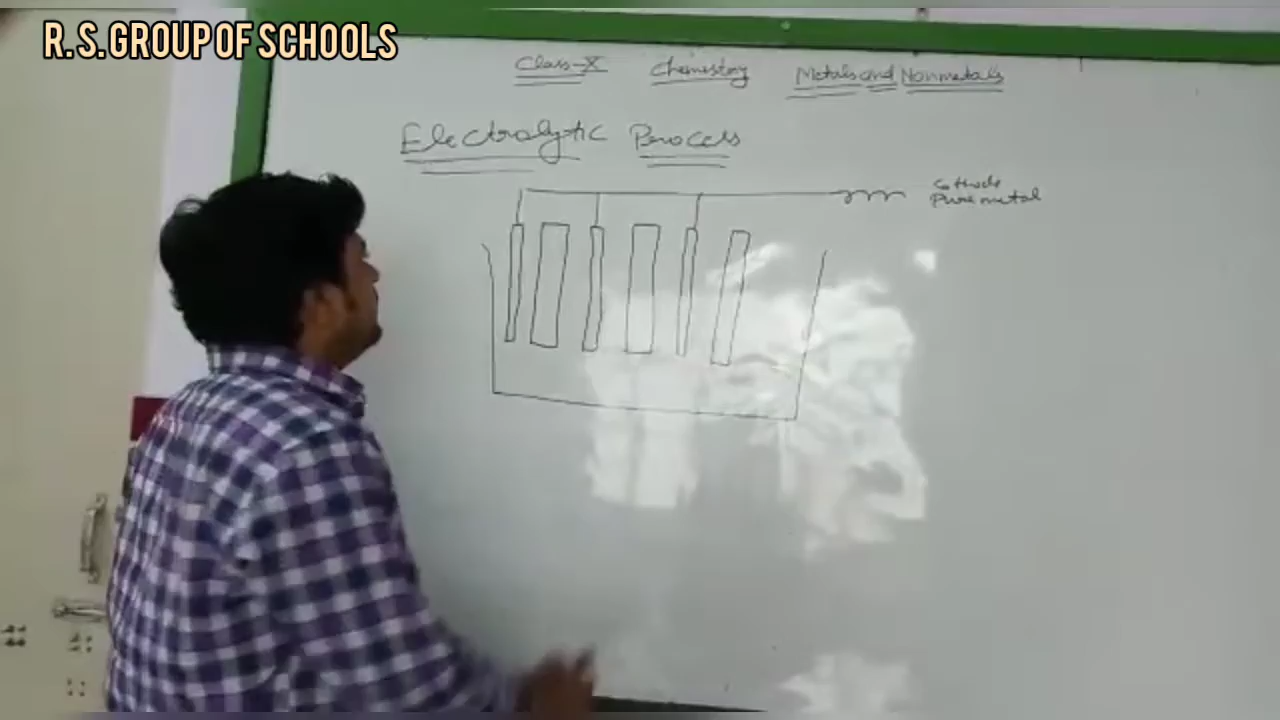 R. S. GROUP OF SCHOOLS
Class-X Chemistry Metals and Nonmetals
Electrolytic Process
Cathode
Pure metal